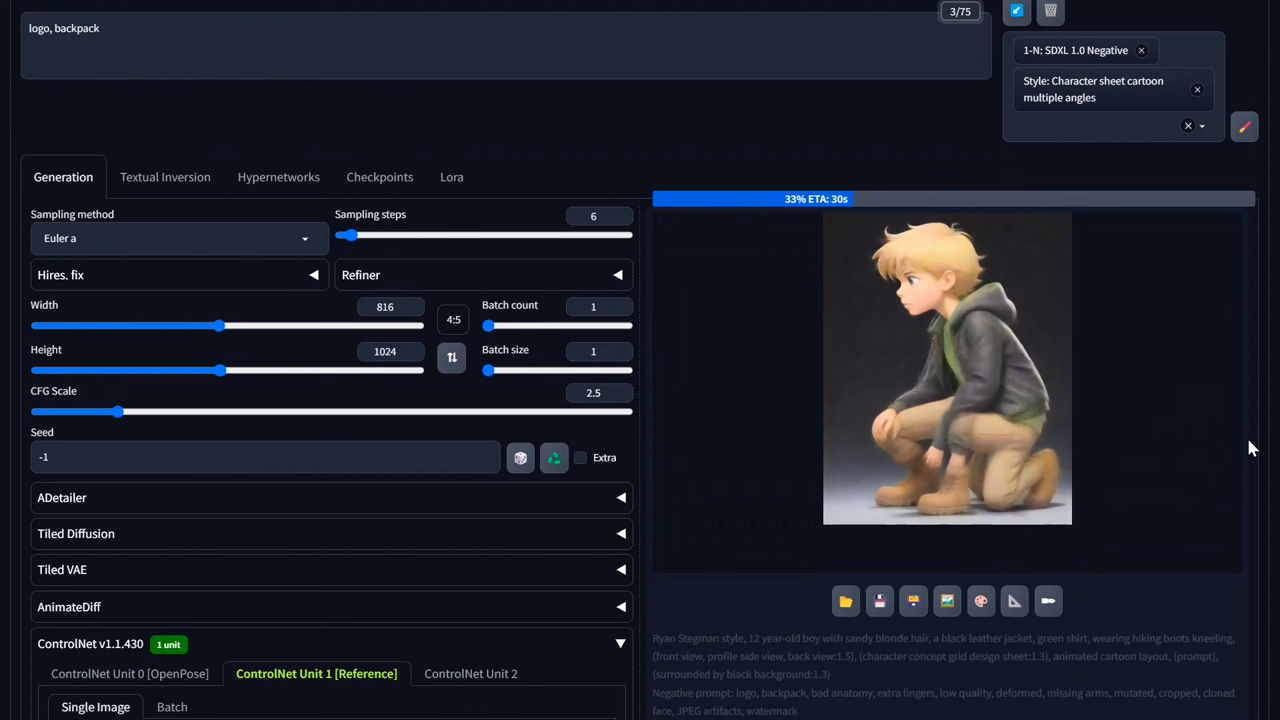 3/75
logo, backpack
1-N: SDXL 1.0 Negative
Style: Character sheet cartoon
multiple angles
Generation
Textual Inversion
Hypernetworks
Checkpoints
Lora
33% ETA: 30s
Sampling method
Sampling steps
6
Euler a
Hires. fix
Refiner
Width
816
4:5
Batch count
1
Height
1024
Batch size
1
CFG Scale
2.5
Seed
-1
Extra
ADetailer
Tiled Diffusion
Tiled VAE
AnimateDiff
ControlNet v1.1.430
1 unit
ControlNet Unit 0 [OpenPose]
ControlNet Unit 1 [Reference]
ControlNet Unit 2
Single Image
Batch
Ryan Stegman style, 12 year-old boy with sandy blonde hair, a black leather jacket, green shirt, wearing hiking boots kneeling,
(front view, profile side view, back view:1.5), (character concept grid design sheet:1.3), animated cartoon layout, {prompt},
(surrounded by black background:1.3)
Negative prompt: logo, backpack, bad anatomy, extra fingers, low quality, deformed, missing arms, mutated, cropped, cloned
face, JPEG artifacts, watermark